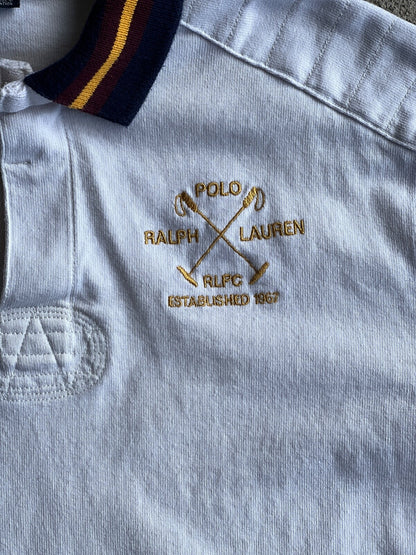 POLO
RALPH LAUREN
RLFC
ESTABLISHED 1967